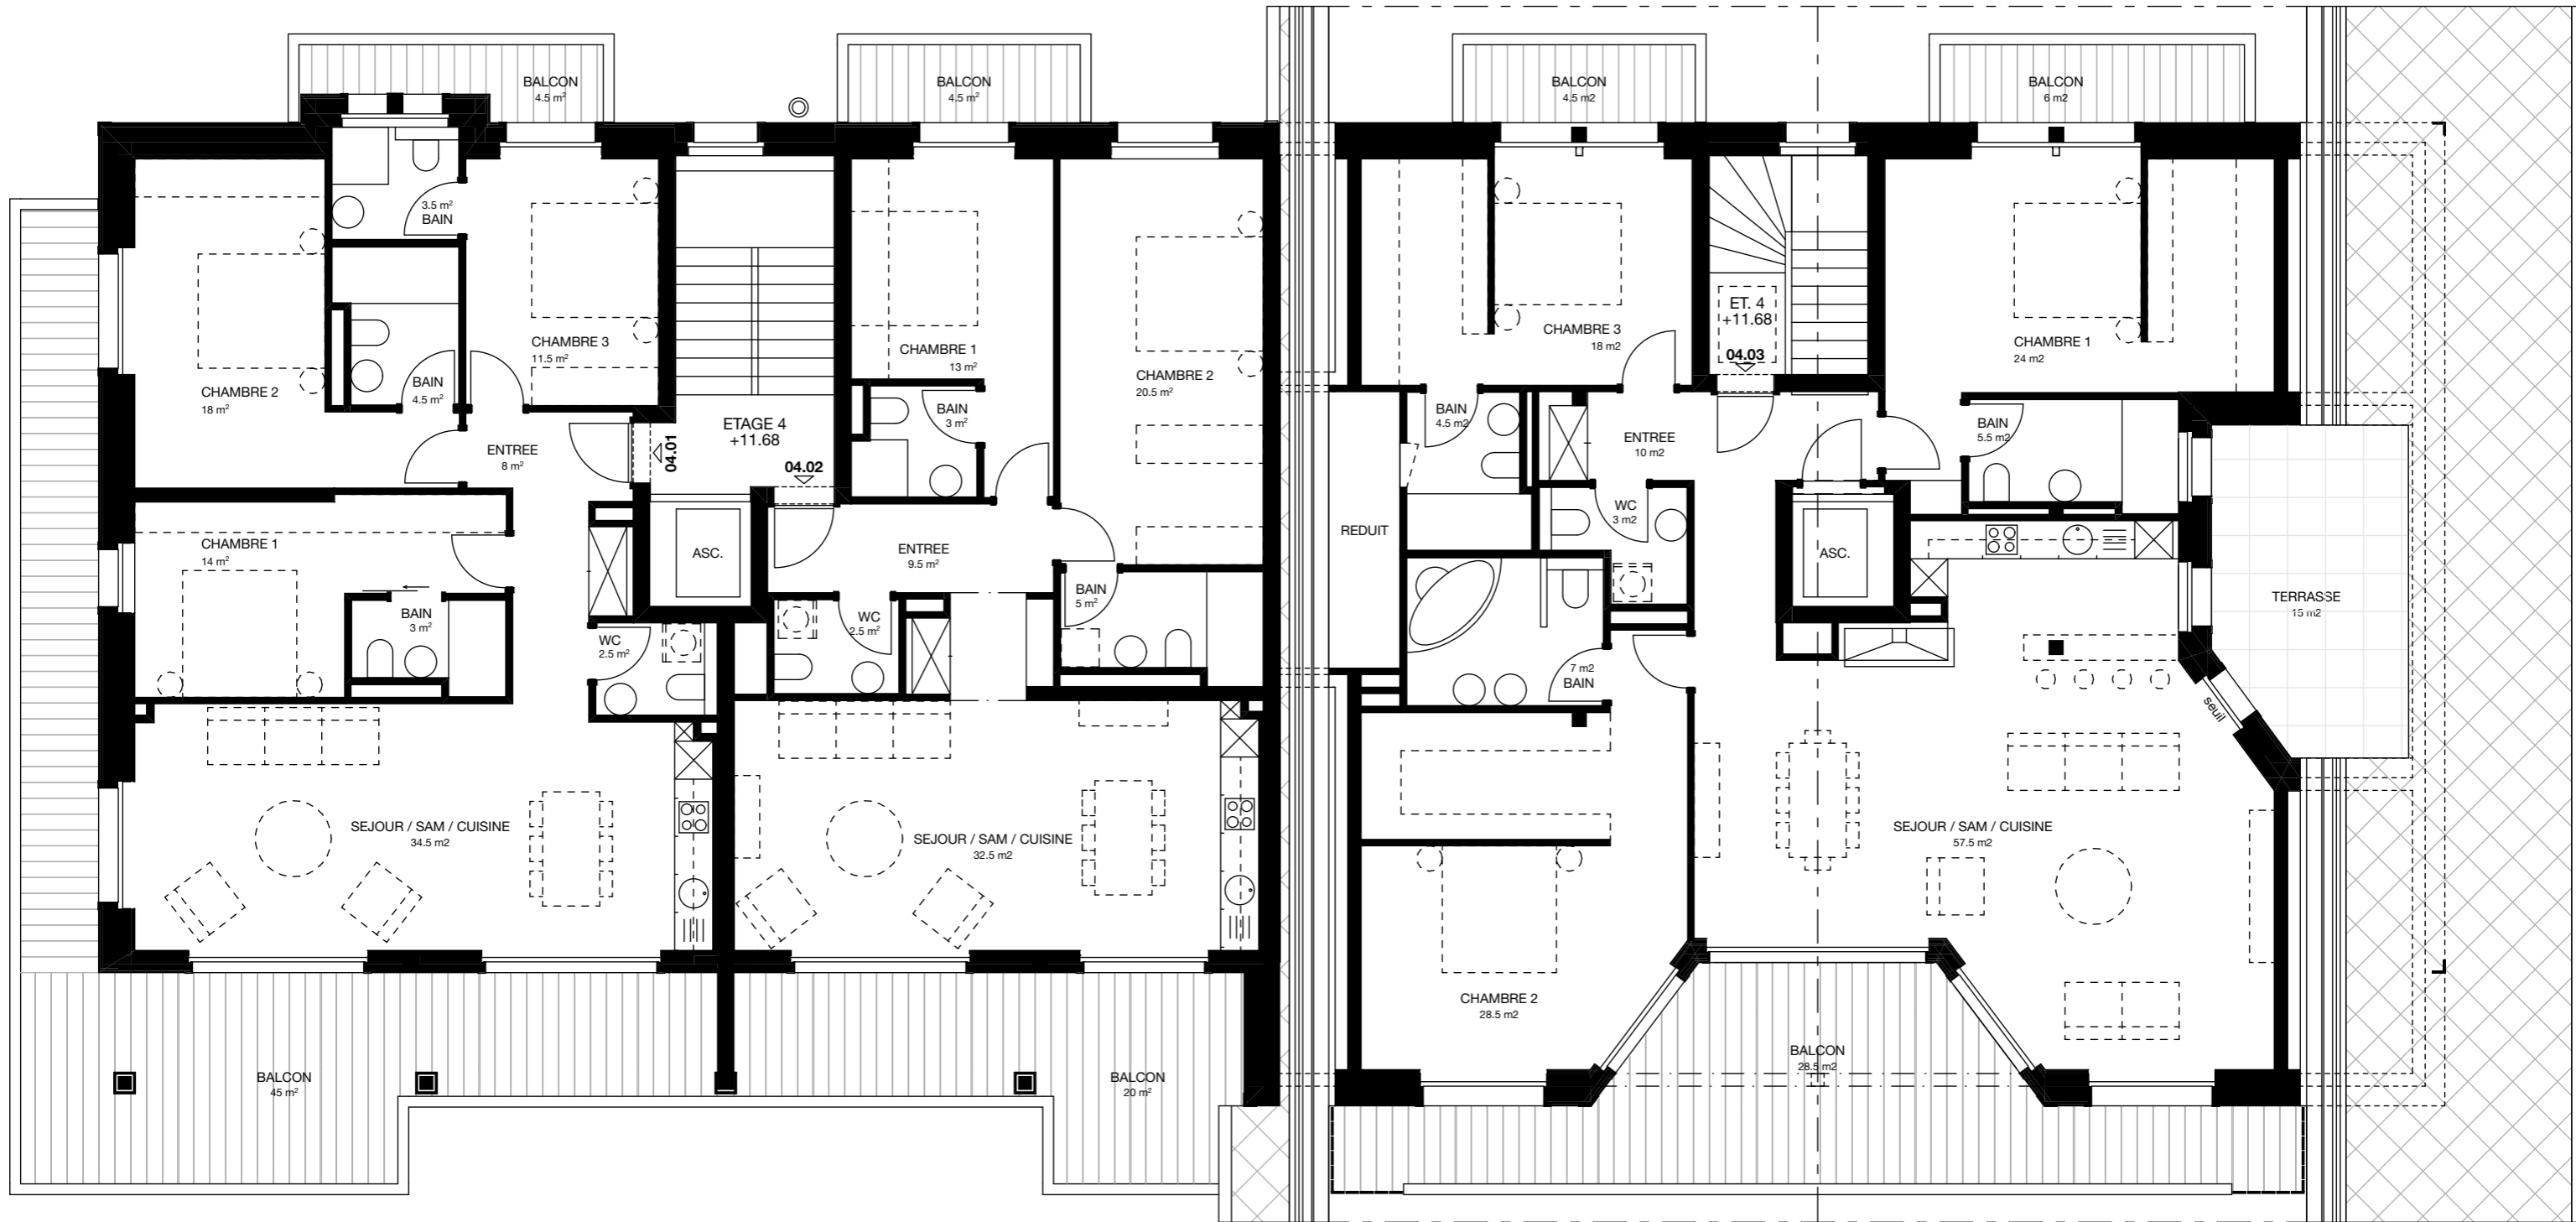 BALCON
4.5 m²
BALCON
4.5 m²
BALCON
4.5 m2
BALCON
6 m2
3.5 m²
BAIN
CHAMBRE 2
18 m²
BAIN
4.5 m²
CHAMBRE 3
11.5 m²
ENTREE
8 m²
04.01
ETAGE 4
+11.68
04.02
CHAMBRE 1
13 m²
BAIN
3 m²
CHAMBRE 2
20.5 m²
CHAMBRE 1
14 m²
BAIN
3 m²
WC
2.5 m²
ASC.
ENTREE
9.5 m²
WC
2.5 m²
BAIN
5 m²
SEJOUR / SAM / CUISINE
34.5 m2
SEJOUR / SAM / CUISINE
32.5 m2
BALCON
45 m²
BALCON
20 m²
CHAMBRE 3
18 m2
ET. 4
+11.68
04.03
CHAMBRE 1
24 m2
BAIN
4.5 m2
ENTREE
10 m2
BAIN
5.5 m2
REDUIT
WC
3 m2
ASC.
TERRASSE
15 m2
7 m2
BAIN
seuil
SEJOUR / SAM / CUISINE
57.5 m2
CHAMBRE 2
28.5 m2
BALCON
28.5 m2